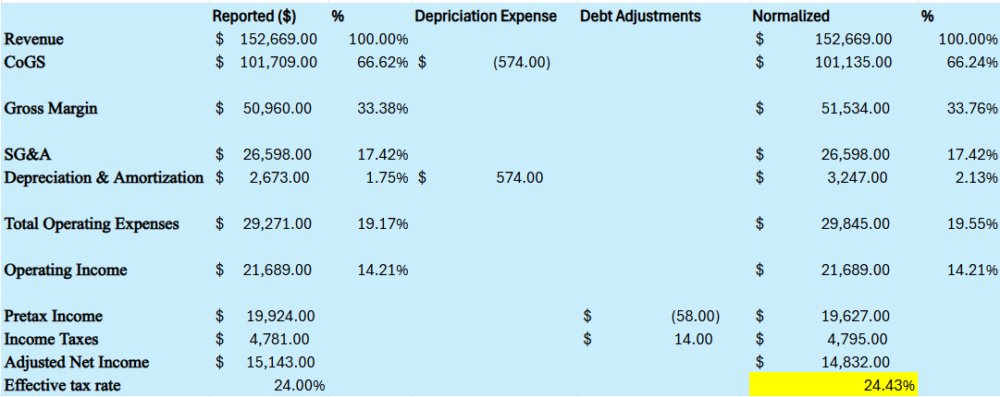 Reported ($) % Depriciation Expense Debt Adjustments Normalized %
Revenue $ 152,669.00 100.00% $ 152,669.00 100.00%
CoGS $ 101,709.00 66.62% $ (574.00) $ 101,135.00 66.24%
Gross Margin $ 50,960.00 33.38% $ 51,534.00 33.76%
SG&A $ 26,598.00 17.42% $ 26,598.00 17.42%
Depreciation & Amortization $ 2,673.00 1.75% $ 574.00 $ 3,247.00 2.13%
Total Operating Expenses $ 29,271.00 19.17% $ 29,845.00 19.55%
Operating Income $ 21,689.00 14.21% $ 21,689.00 14.21%
Pretax Income $ 19,924.00 $ (58.00) $ 19,627.00
Income Taxes $ 4,781.00 $ 14.00 $ 4,795.00
Adjusted Net Income $ 15,143.00 $ 14,832.00
Effective tax rate 24.00% 24.43%